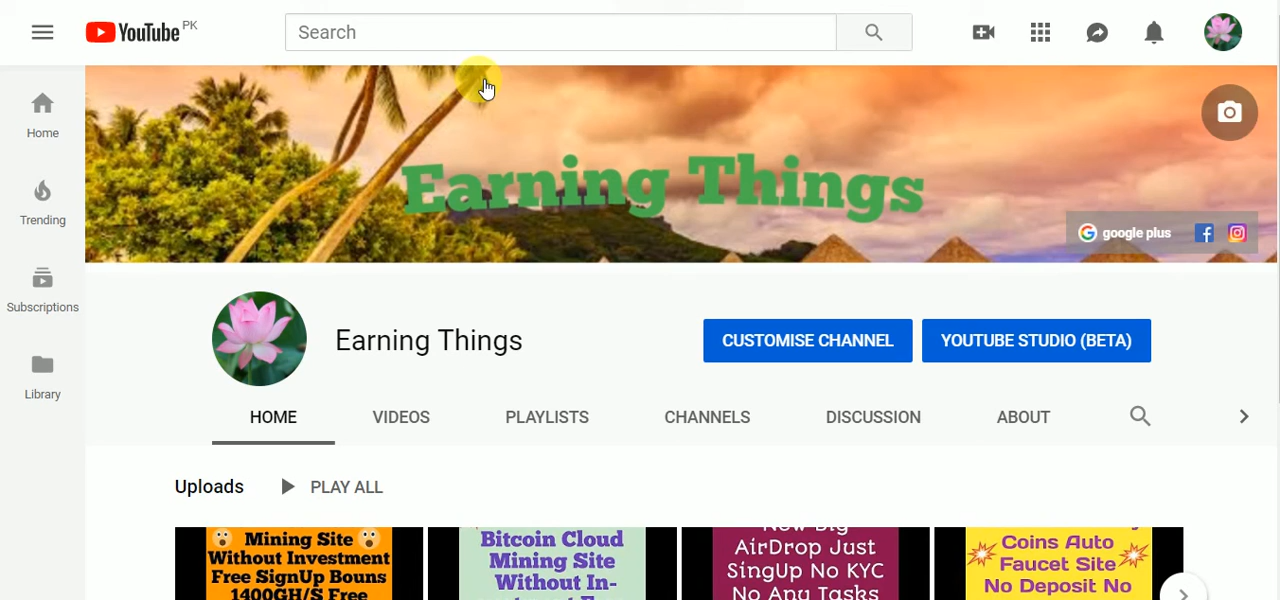 YouTube PK
Search
Home
Trending
Subscriptions
Library
Earning Things
google plus
Earning Things
CUSTOMISE CHANNEL
YOUTUBE STUDIO (BETA)
HOME
VIDEOS
PLAYLISTS
CHANNELS
DISCUSSION
ABOUT
Uploads
PLAY ALL
Mining Site
Without Investment
Free SignUp Bouns
1400GH/S Free
Bitcoin Cloud
Mining Site
Without In-
New Big
AirDrop Just
SingUp No KYC
No Any Tasks
Coins Auto
Faucet Site
No Deposit No